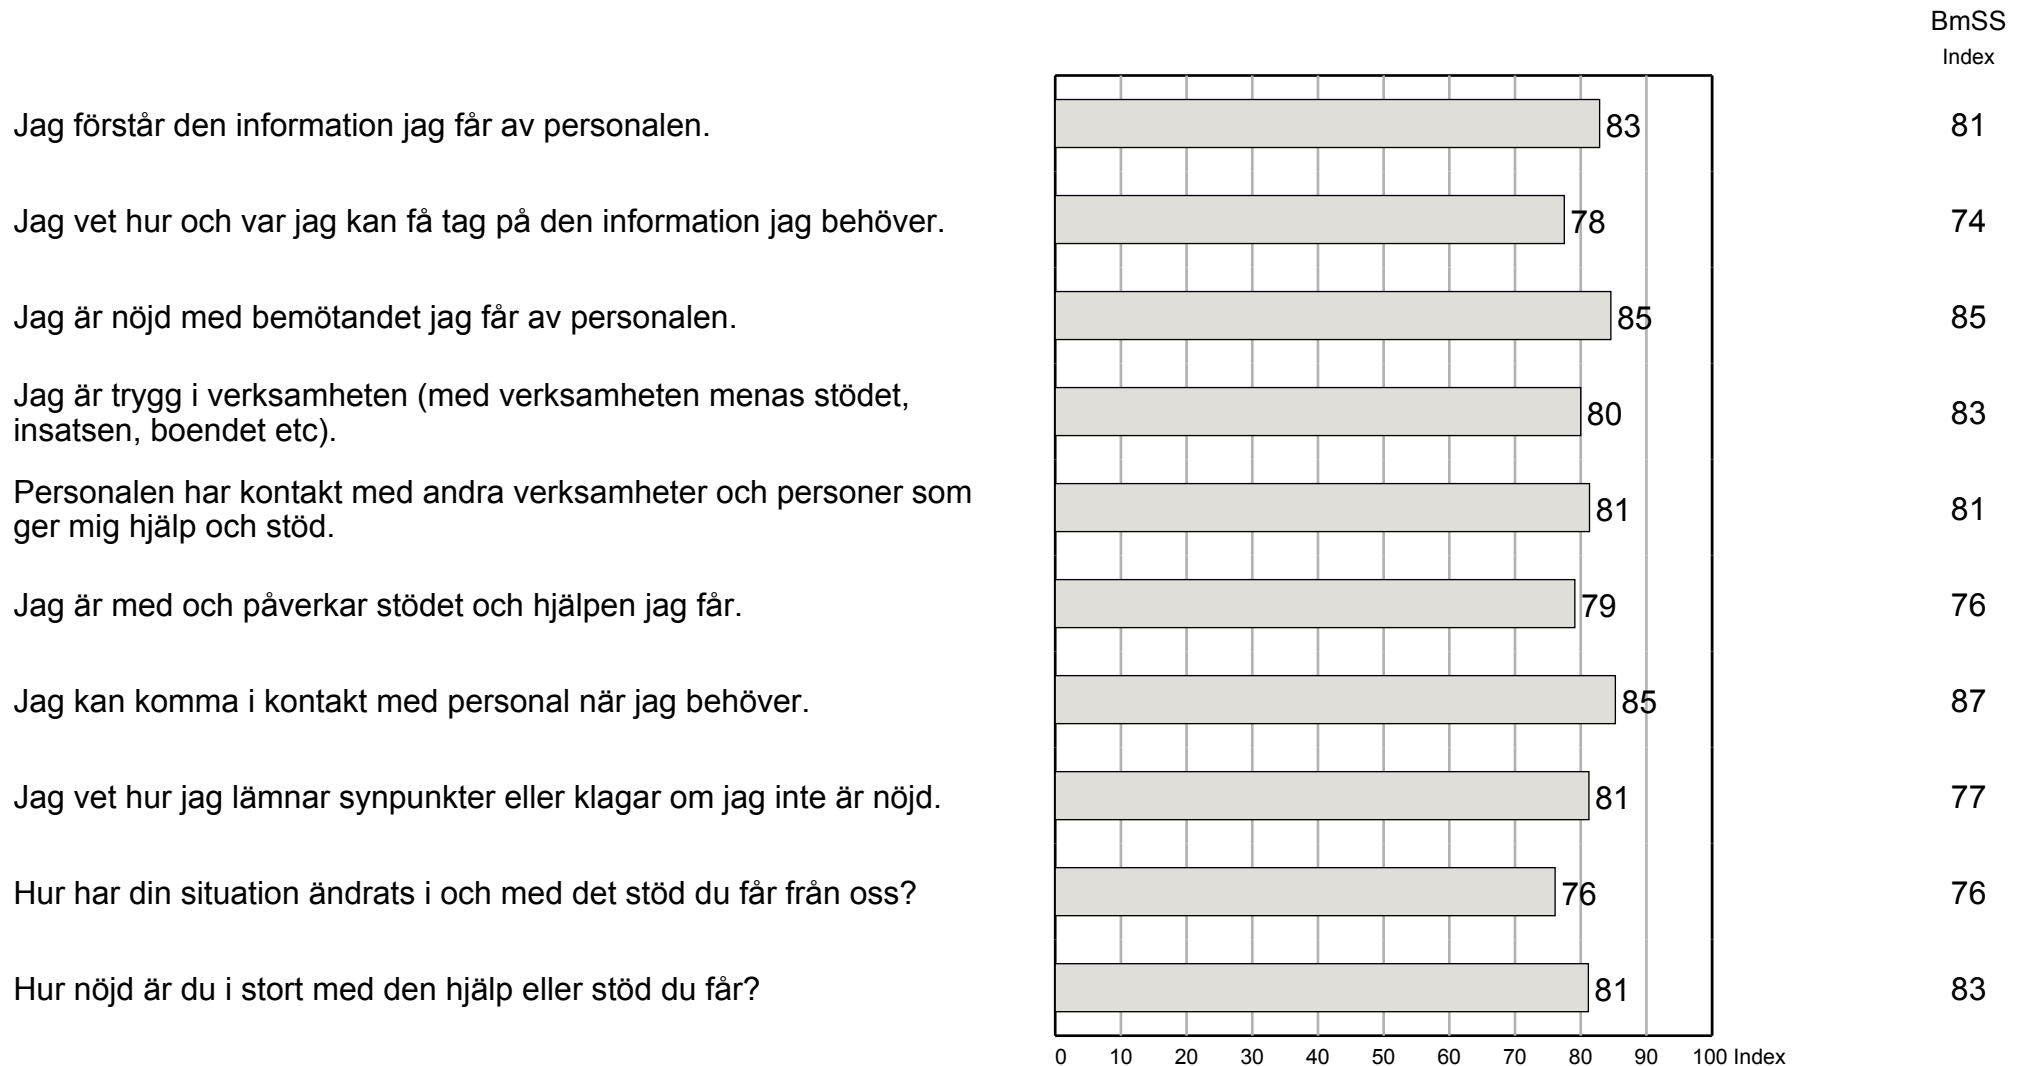 BmSS
Index
Jag förstår den information jag får av personalen. 83 81
Jag vet hur och var jag kan få tag på den information jag behöver. 78 74
Jag är nöjd med bemötandet jag får av personalen. 85 85
Jag är trygg i verksamheten (med verksamheten menas stödet,
insatsen, boendet etc). 80 83
Personalen har kontakt med andra verksamheter och personer som
ger mig hjälp och stöd. 81 81
Jag är med och påverkar stödet och hjälpen jag får. 79 76
Jag kan komma i kontakt med personal när jag behöver. 85 87
Jag vet hur jag lämnar synpunkter eller klagar om jag inte är nöjd. 81 77
Hur har din situation ändrats i och med det stöd du får från oss? 76 76
Hur nöjd är du i stort med den hjälp eller stöd du får? 81 83
0 10 20 30 40 50 60 70 80 90 100 Index